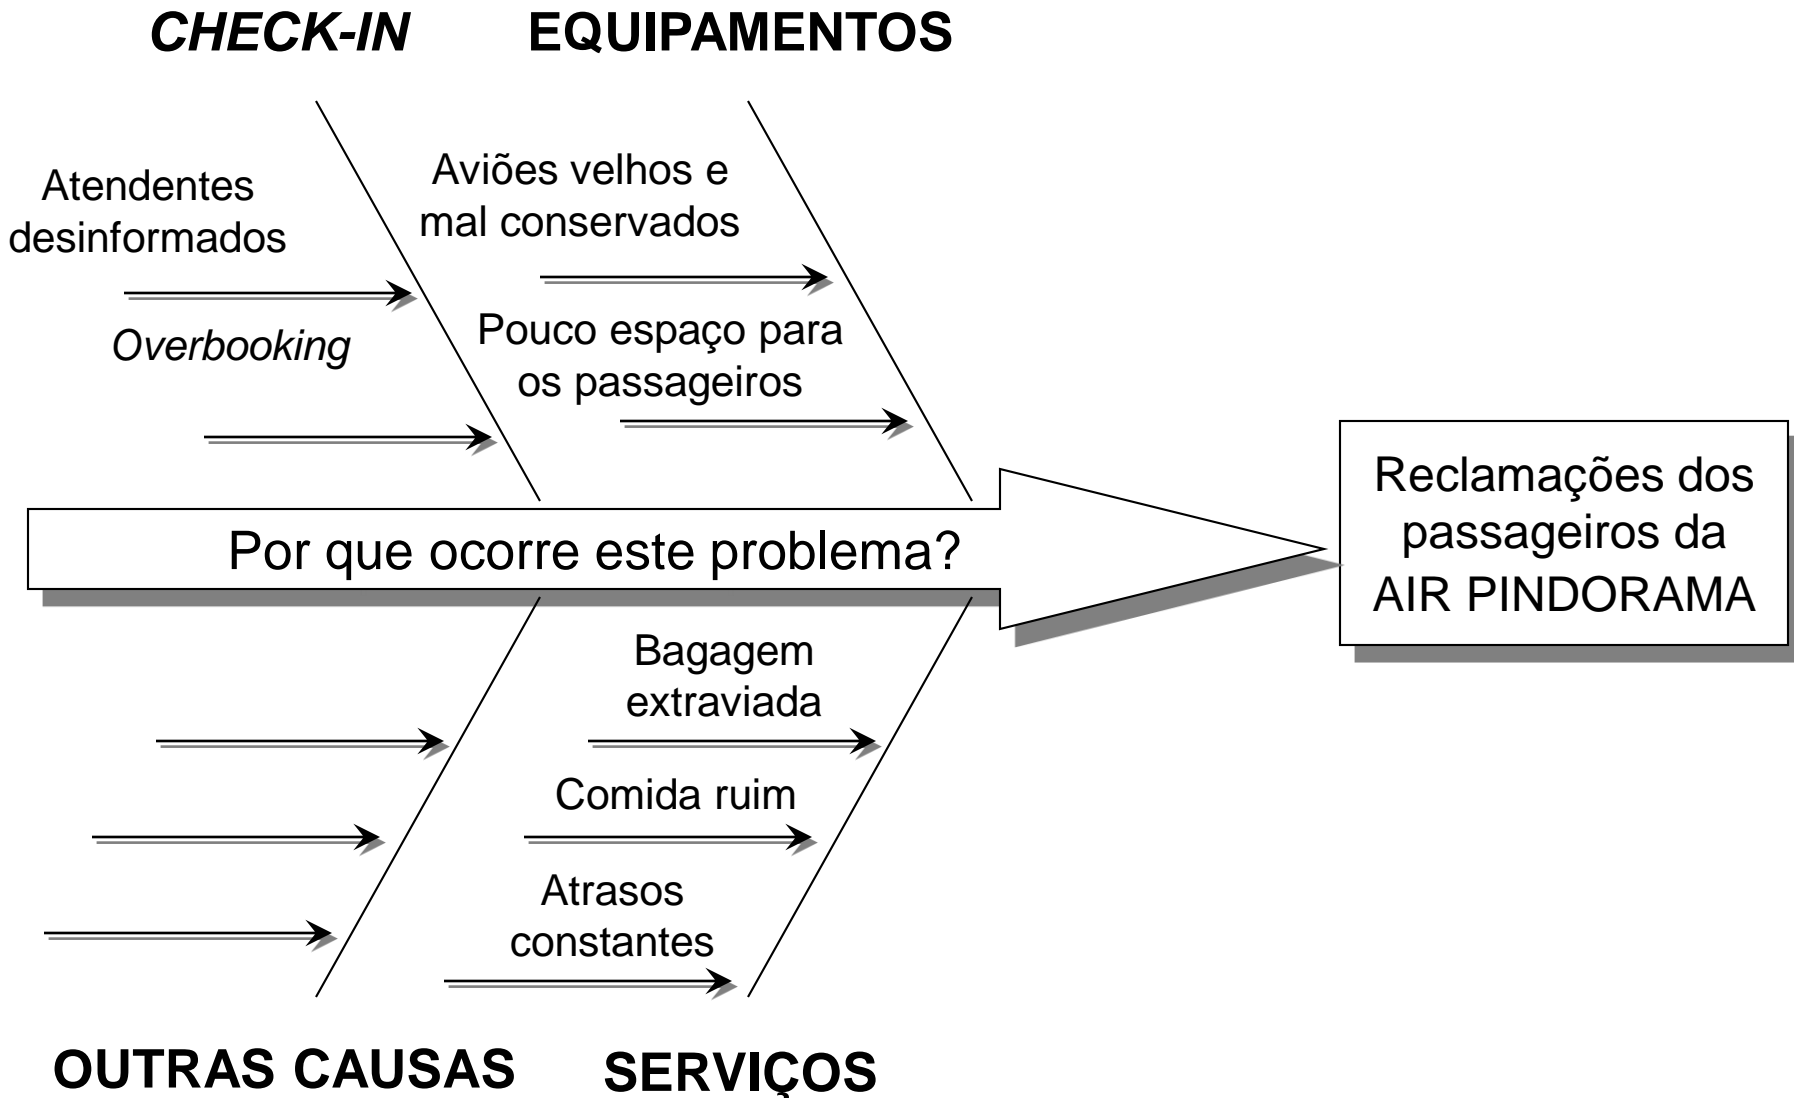 CHECK-IN
EQUIPAMENTOS
Atendentes
desinformados
Overbooking
Aviões velhos e
mal conservados
Pouco espaço para
os passageiros
Por que ocorre este problema?
Reclamações dos
passageiros da
AIR PINDORAMA
Bagagem
extraviada
Comida ruim
Atrasos
constantes
OUTRAS CAUSAS
SERVIÇOS